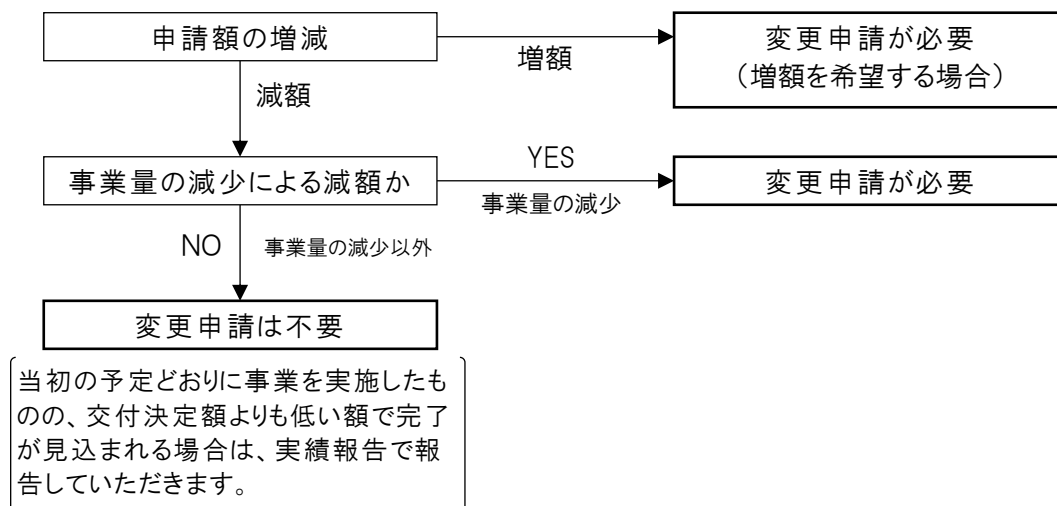 申請額の増減
増額
変更申請が必要
（増額を希望する場合）
減額
事業量の減少による減額か
YES
事業量の減少
変更申請が必要
NO
事業量の減少以外
変更申請は不要
当初の予定どおりに事業を実施したも
のの、交付決定額よりも低い額で完了
が見込まれる場合は、実績報告で報
告していただきます。